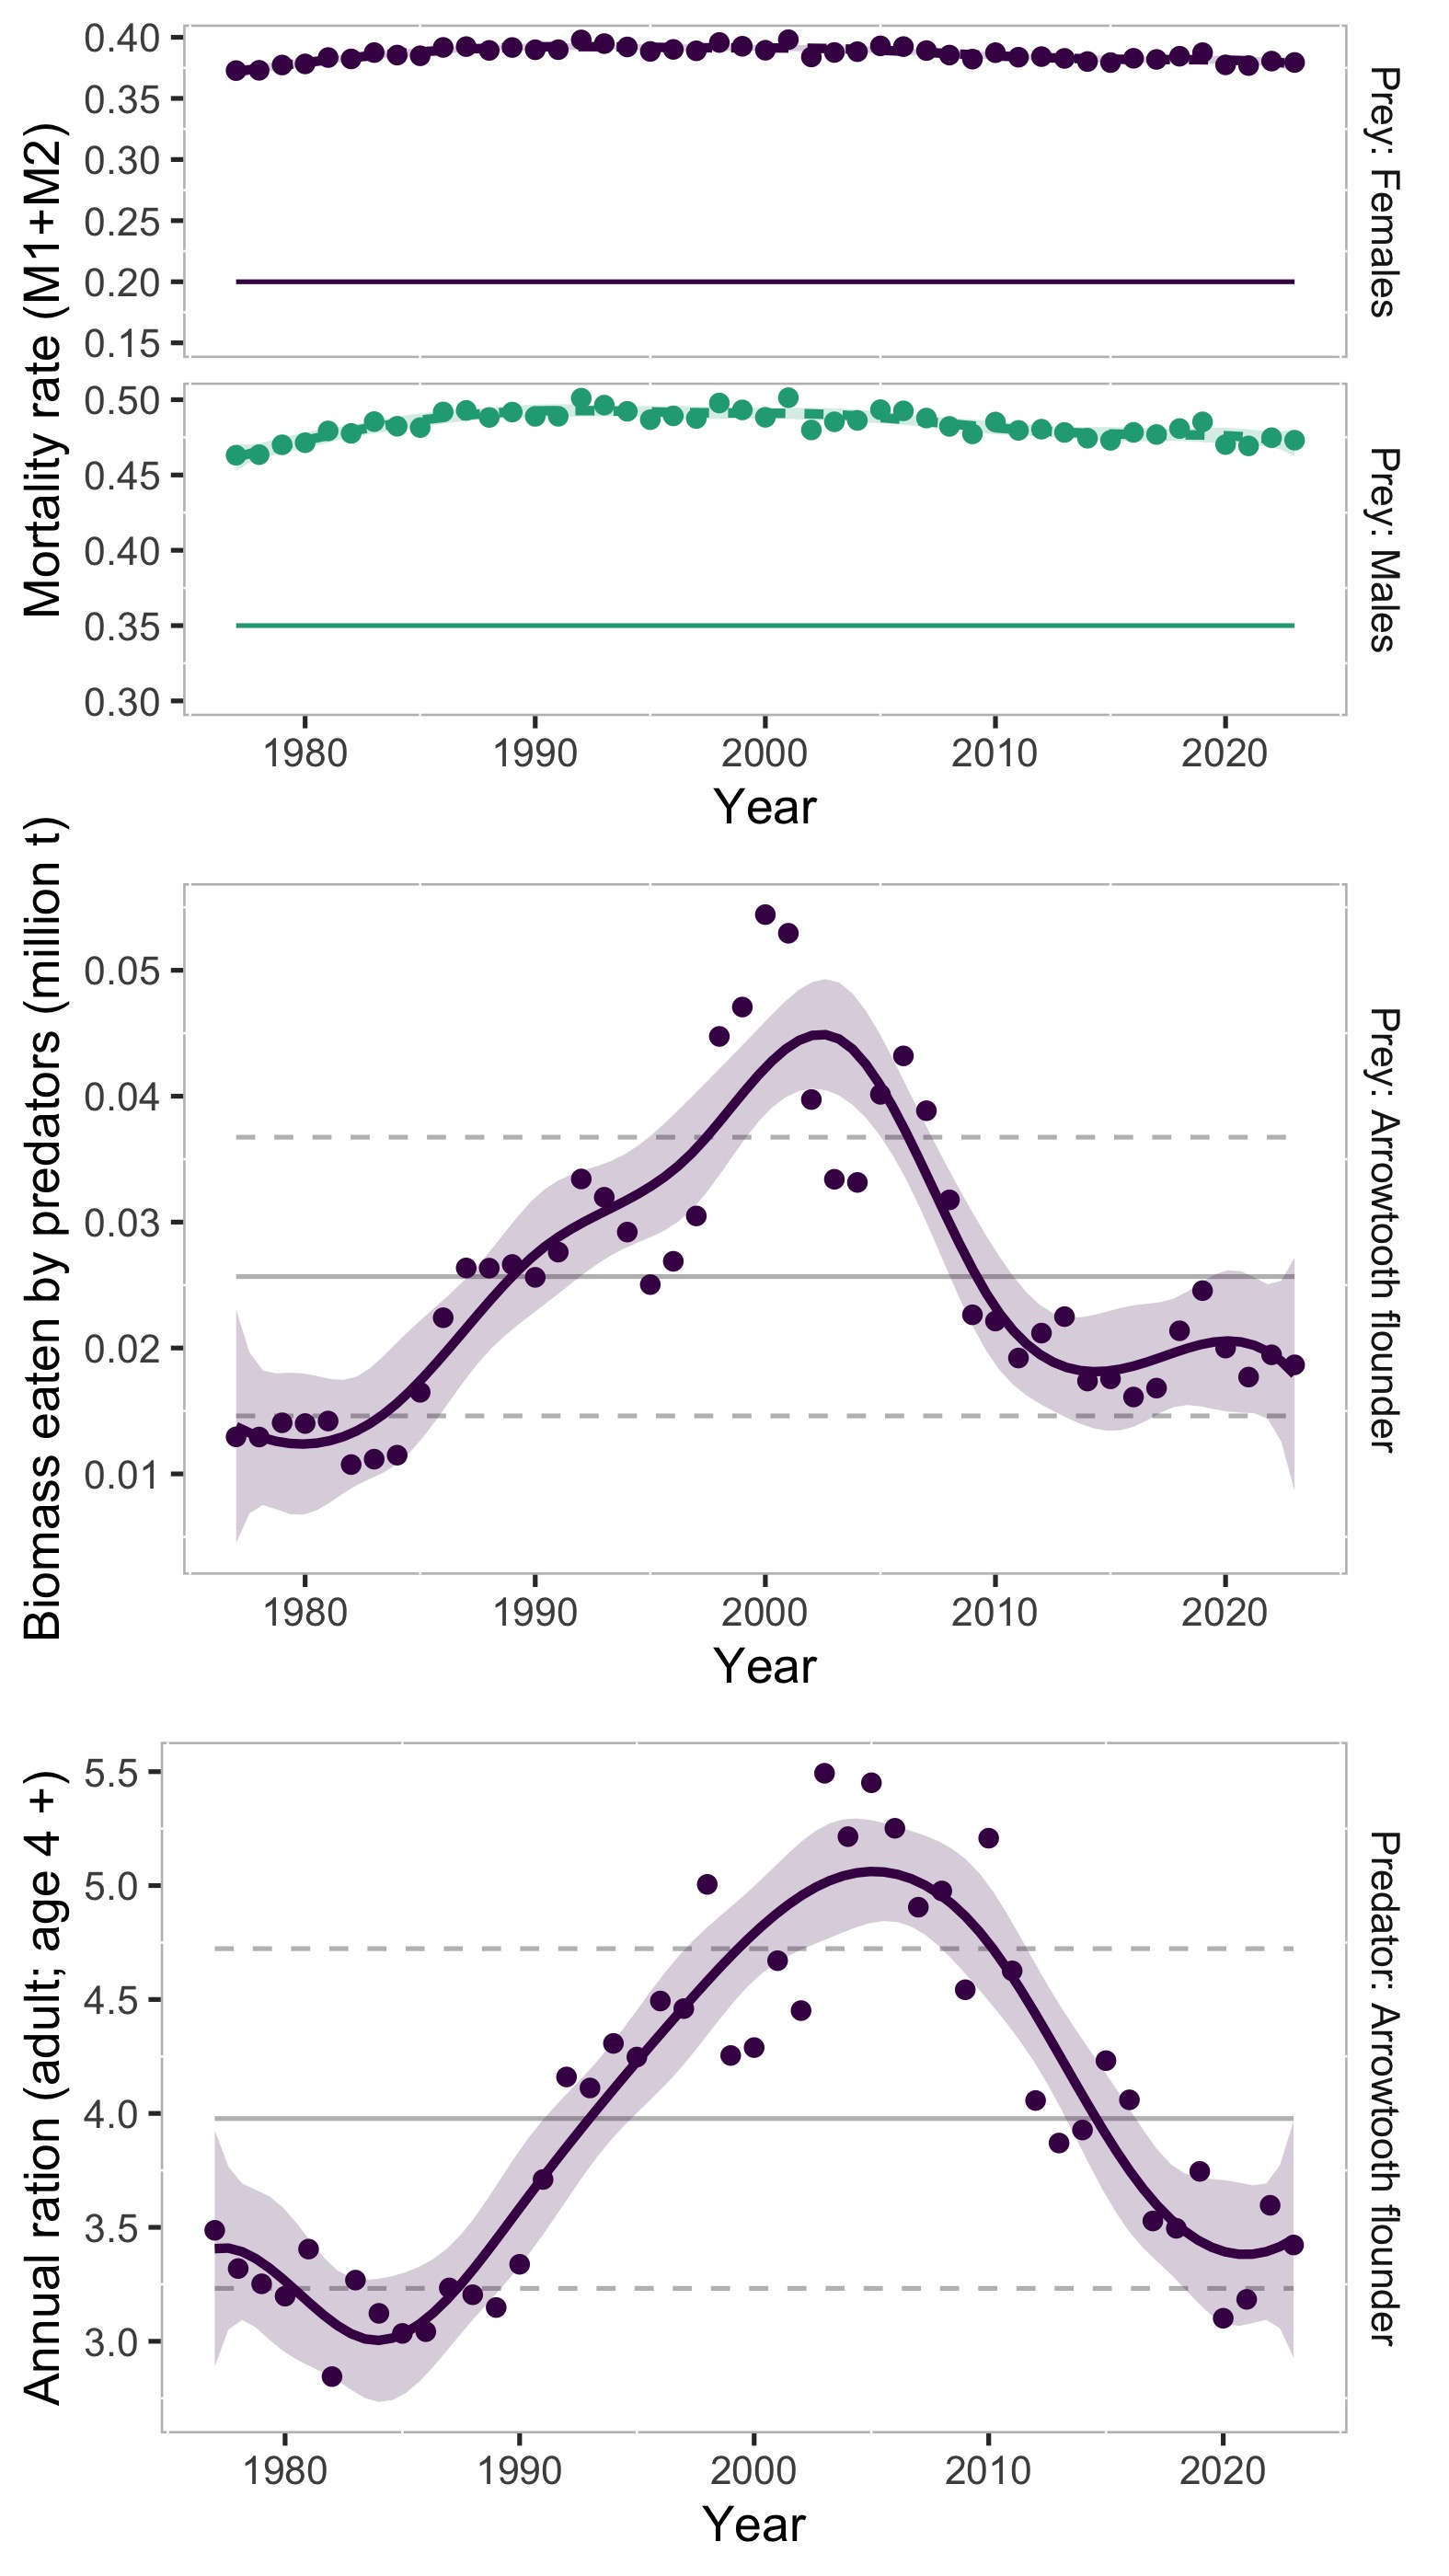 Mortality rate (M1+M2)
0.40
0.35
0.30
0.25
0.20
0.15
Prey: Females
0.50
0.45
0.40
0.35
0.30
Prey: Males
1980 1990 2000 2010 2020
Year
Biomass eaten by predators (million t)
0.05
0.04
0.03
0.02
0.01
Prey: Arrowtooth flounder
1980 1990 2000 2010 2020
Year
Annual ration (adult; age 4 +)
5.5
5.0
4.5
4.0
3.5
3.0
Predator: Arrowtooth flounder
1980 1990 2000 2010 2020
Year